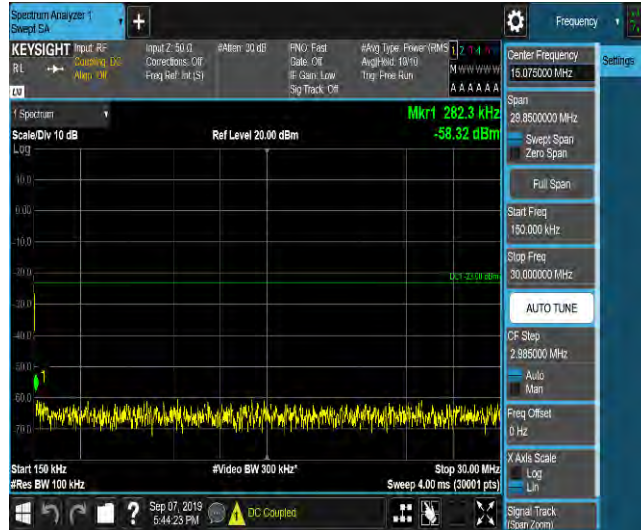 Spectrum Analyzer 1
Swept SA
+
Frequency
KEYSIGHT
Input: RF
Coupling: DC
Align: Off
Input Z: 50 Ω
Corrections: Off
Freq Ref: Int (S)
#Atten: 30 dB
PNO: Fast
Gate: Off
IF Gain: Low
Sig Track: Off
#Avg Type: Power (RMS
Avg|Hold: 10/10
Trig: Free Run
1 2 3 4
M W W W W W
A A A A A A
RL
LXI
1 Spectrum
Scale/Div 10 dB
Ref Level 20.00 dBm
Mkr1 282.3 kHz
-58.32 dBm
Log
10.0
0.00
-10.0
-20.0
DL1 -23.00 dBm
-30.0
-40.0
1
-60.0
-70.0
Start 150 kHz
#Video BW 300 kHz*
Stop 30.00 MHz
#Res BW 100 kHz
Sweep 4.00 ms (30001 pts)
Sep 07, 2019
5:44:23 PM
DC Coupled
Center Frequency
15.075000 MHz
Settings
Span
29.8500000 MHz
Swept Span
Zero Span
Full Span
Start Freq
150.000 kHz
Stop Freq
30.000000 MHz
AUTO TUNE
CF Step
2.985000 MHz
Auto
Man
Freq Offset
0 Hz
X Axis Scale
Log
Lin
Signal Track
(Span Zoom)